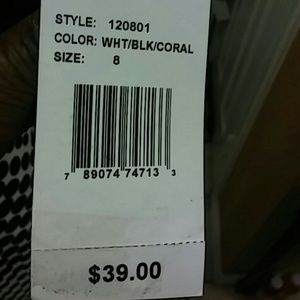 STYLE: 120801
COLOR: WHT/BLK/CORAL
SIZE: 8
7 89074 74713 3
$39.00